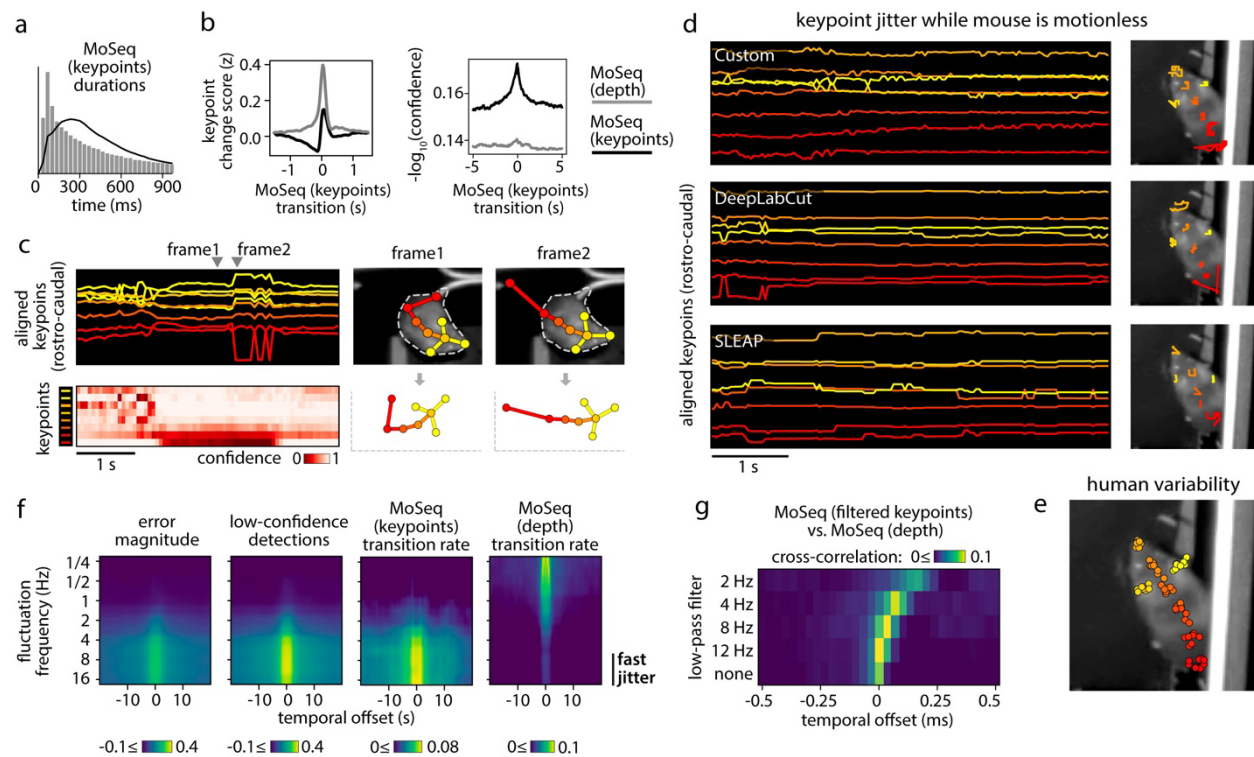 a
MoSeq
(keypoints)
durations
0
300
600
900
time (ms)
b
keypoint
change score (z)
0.4
0.2
0.0
-1
0
1
MoSeq (keypoints)
transition (s)
-log10(confidence)
0.16
0.14
-5
0
5
MoSeq (keypoints)
transition (s)
MoSeq
(depth)
MoSeq
(keypoints)
c
frame1
frame2
aligned
keypoins
(rostro-caudal)
keypoints
1 s
confidence
0
1
frame1
frame2
d
keypoint jitter while mouse is motionless
Custom
DeepLabCut
SLEAP
aligned keypoins (rostro-caudal)
1 s
human variability
e
f
error
magnitude
low-confidence
detections
MoSeq
(keypoints)
transition rate
MoSeq
(depth)
transition rate
fluctuation
frequency (Hz)
1/4
1/2
1
2
4
8
16
fast
jitter
-10 0 10
-10 0 10
-10 0 10
-10 0 10
temporal offset (s)
-0.1≤ 0.4
-0.1≤ 0.4
0≤ 0.08
0≤ 0.1
g
MoSeq (filtered keypoints)
vs. MoSeq (depth)
cross-correlation: 0≤ 0.1
low-pass filter
2 Hz
4 Hz
8 Hz
12 Hz
none
-0.5
-0.25
0
0.25
0.5
temporal offset (ms)